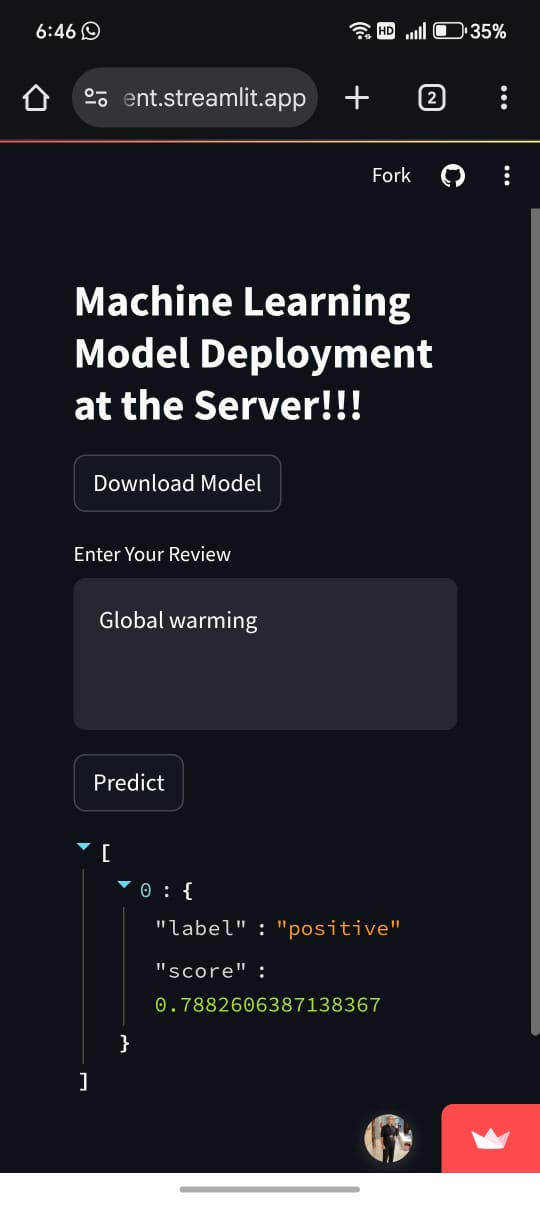 6:46 HD 35%
ent.streamlit.app 2
Fork
Machine Learning
Model Deployment
at the Server!!!
Download Model
Enter Your Review
Global warming
Predict
[
0 : {
"label" : "positive"
"score" :
0.7882606387138367
}
]